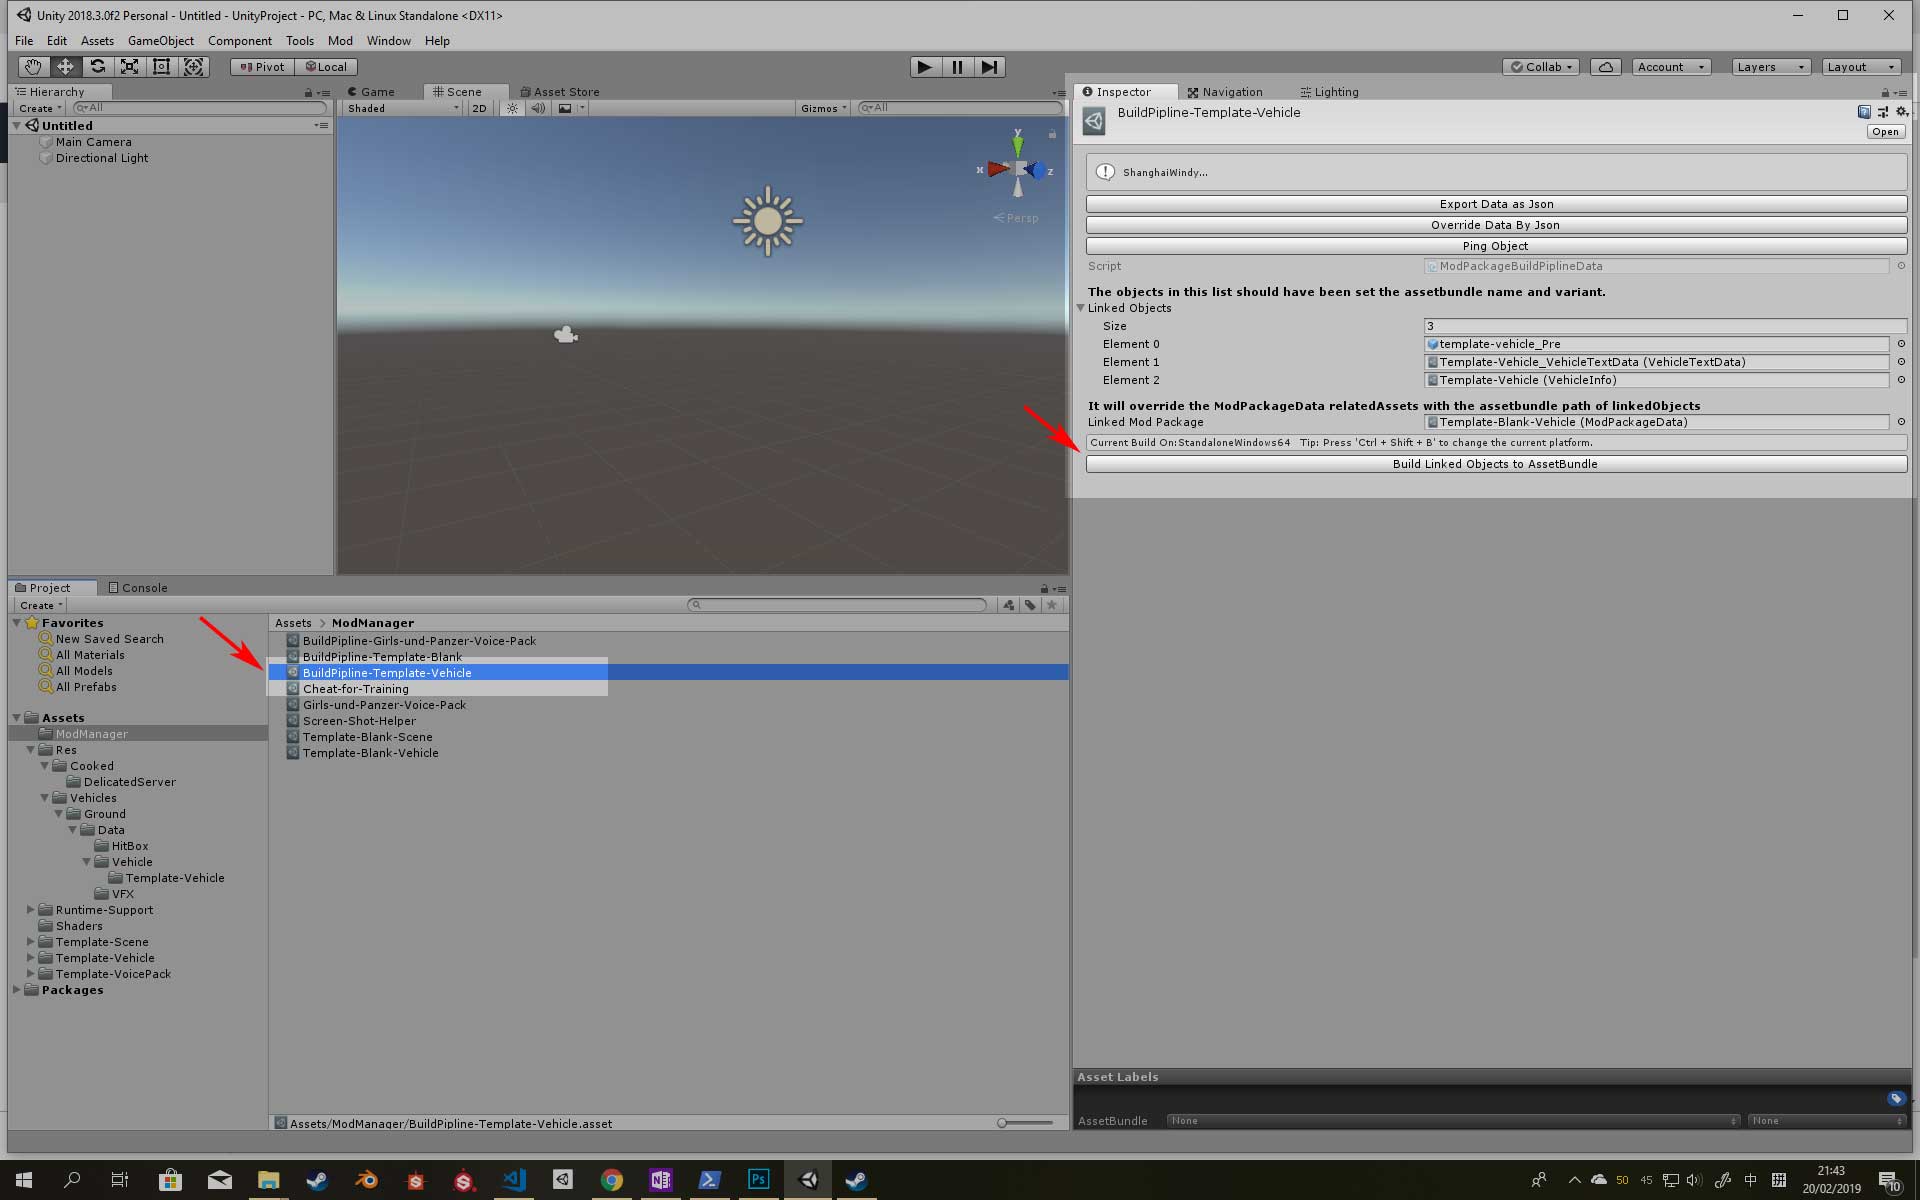 Unity 2018.3.0f2 Personal - Untitled - UnityProject - PC, Mac & Linux Standalone <DX11>
File Edit Assets GameObject Component Tools Mod Window Help
Pivot Local Collab Account Layers Layout
Hierarchy
Create All
Untitled
Main Camera
Directional Light
Game Scene Asset Store
Shaded 2D Gizmos All
y
x z
Persp
Inspector Navigation Lighting
BuildPipline-Template-Vehicle
Open
ShanghaiWindy...
Export Data as Json
Override Data By Json
Ping Object
Script ModPackageBuildPiplineData
The objects in this list should have been set the assetbundle name and variant.
Linked Objects
Size 3
Element 0 template-vehicle_Pre
Element 1 Template-Vehicle_VehicleTextData (VehicleTextData)
Element 2 Template-Vehicle (VehicleInfo)
It will override the ModPackageData relatedAssets with the assetbundle path of linkedObjects
Linked Mod Package Template-Blank-Vehicle (ModPackageData)
Current Build On:StandaloneWindows64 Tip: Press 'Ctrl + Shift + B' to change the current platform.
Build Linked Objects to AssetBundle
Project Console
Create
Favorites
New Saved Search
All Materials
All Models
All Prefabs
Assets
ModManager
Res
Cooked
DelicatedServer
Vehicles
Ground
Data
HitBox
Vehicle
Template-Vehicle
VFX
Runtime-Support
Shaders
Template-Scene
Template-Vehicle
Template-VoicePack
Packages
Assets > ModManager
BuildPipline-Girls-und-Panzer-Voice-Pack
BuildPipline-Template-Blank
BuildPipline-Template-Vehicle
Cheat-for-Training
Girls-und-Panzer-Voice-Pack
Screen-Shot-Helper
Template-Blank-Scene
Template-Blank-Vehicle
Assets/ModManager/BuildPipline-Template-Vehicle.asset
Asset Labels
AssetBundle None None
Ps
50 45 中
21:43
20/02/2019
10